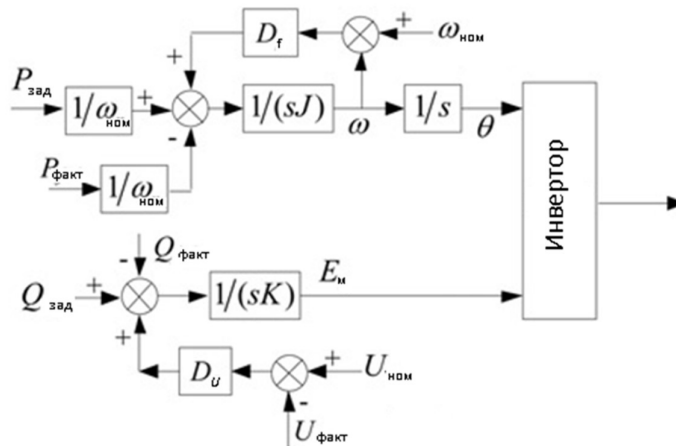 D_f
+ ω_ном
+
P_зад
1/ω_ном
+
1/(sJ)
ω
1/s
θ
-
P_факт
1/ω_ном
Инвертор
-
Q_факт
Q_зад
+
1/(sK)
E_м
+
D_U
+
U_ном
-
U_факт